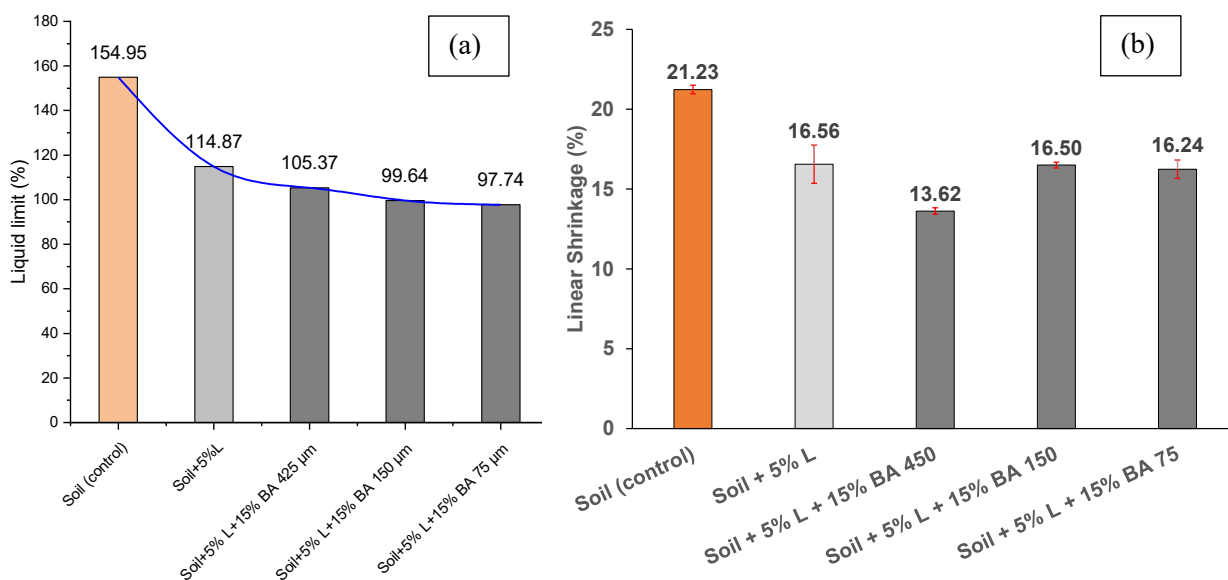 (a)
180
160
140
120
100
80
60
40
20
0
Liquid limit (%)
154.95
114.87
105.37
99.64
97.74
Soil (control)
Soil+5%L
Soil+5% L+15% BA 425 µm
Soil+5% L+15% BA 150 µm
Soil+5% L+15% BA 75 µm
(b)
25
20
15
10
5
0
Linear Shrinkage (%)
21.23
16.56
13.62
16.50
16.24
Soil (control)
Soil + 5% L
Soil + 5% L + 15% BA 450
Soil + 5% L + 15% BA 150
Soil + 5% L + 15% BA 75